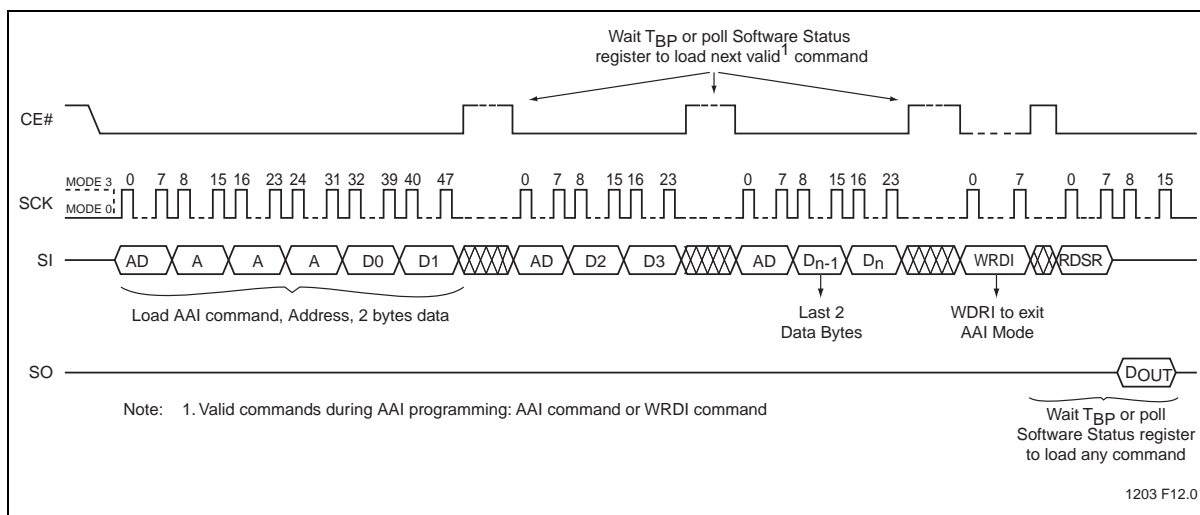 Wait TBP or poll Software Status
register to load next valid1 command
CE#
MODE 3
0 7 8 15 16 23 24 31 32 39 40 47 0 7 8 15 16 23 0 7 8 15 16 23 0 7 0 7 8 15
SCK
MODE 0
SI AD A A A D0 D1 AD D2 D3 AD Dn-1 Dn WRDI RDSR
Load AAI command, Address, 2 bytes data
Last 2
Data Bytes
WDRI to exit
AAI Mode
SO DOUT
Note: 1. Valid commands during AAI programming: AAI command or WRDI command
Wait TBP or poll
Software Status register
to load any command
1203 F12.0